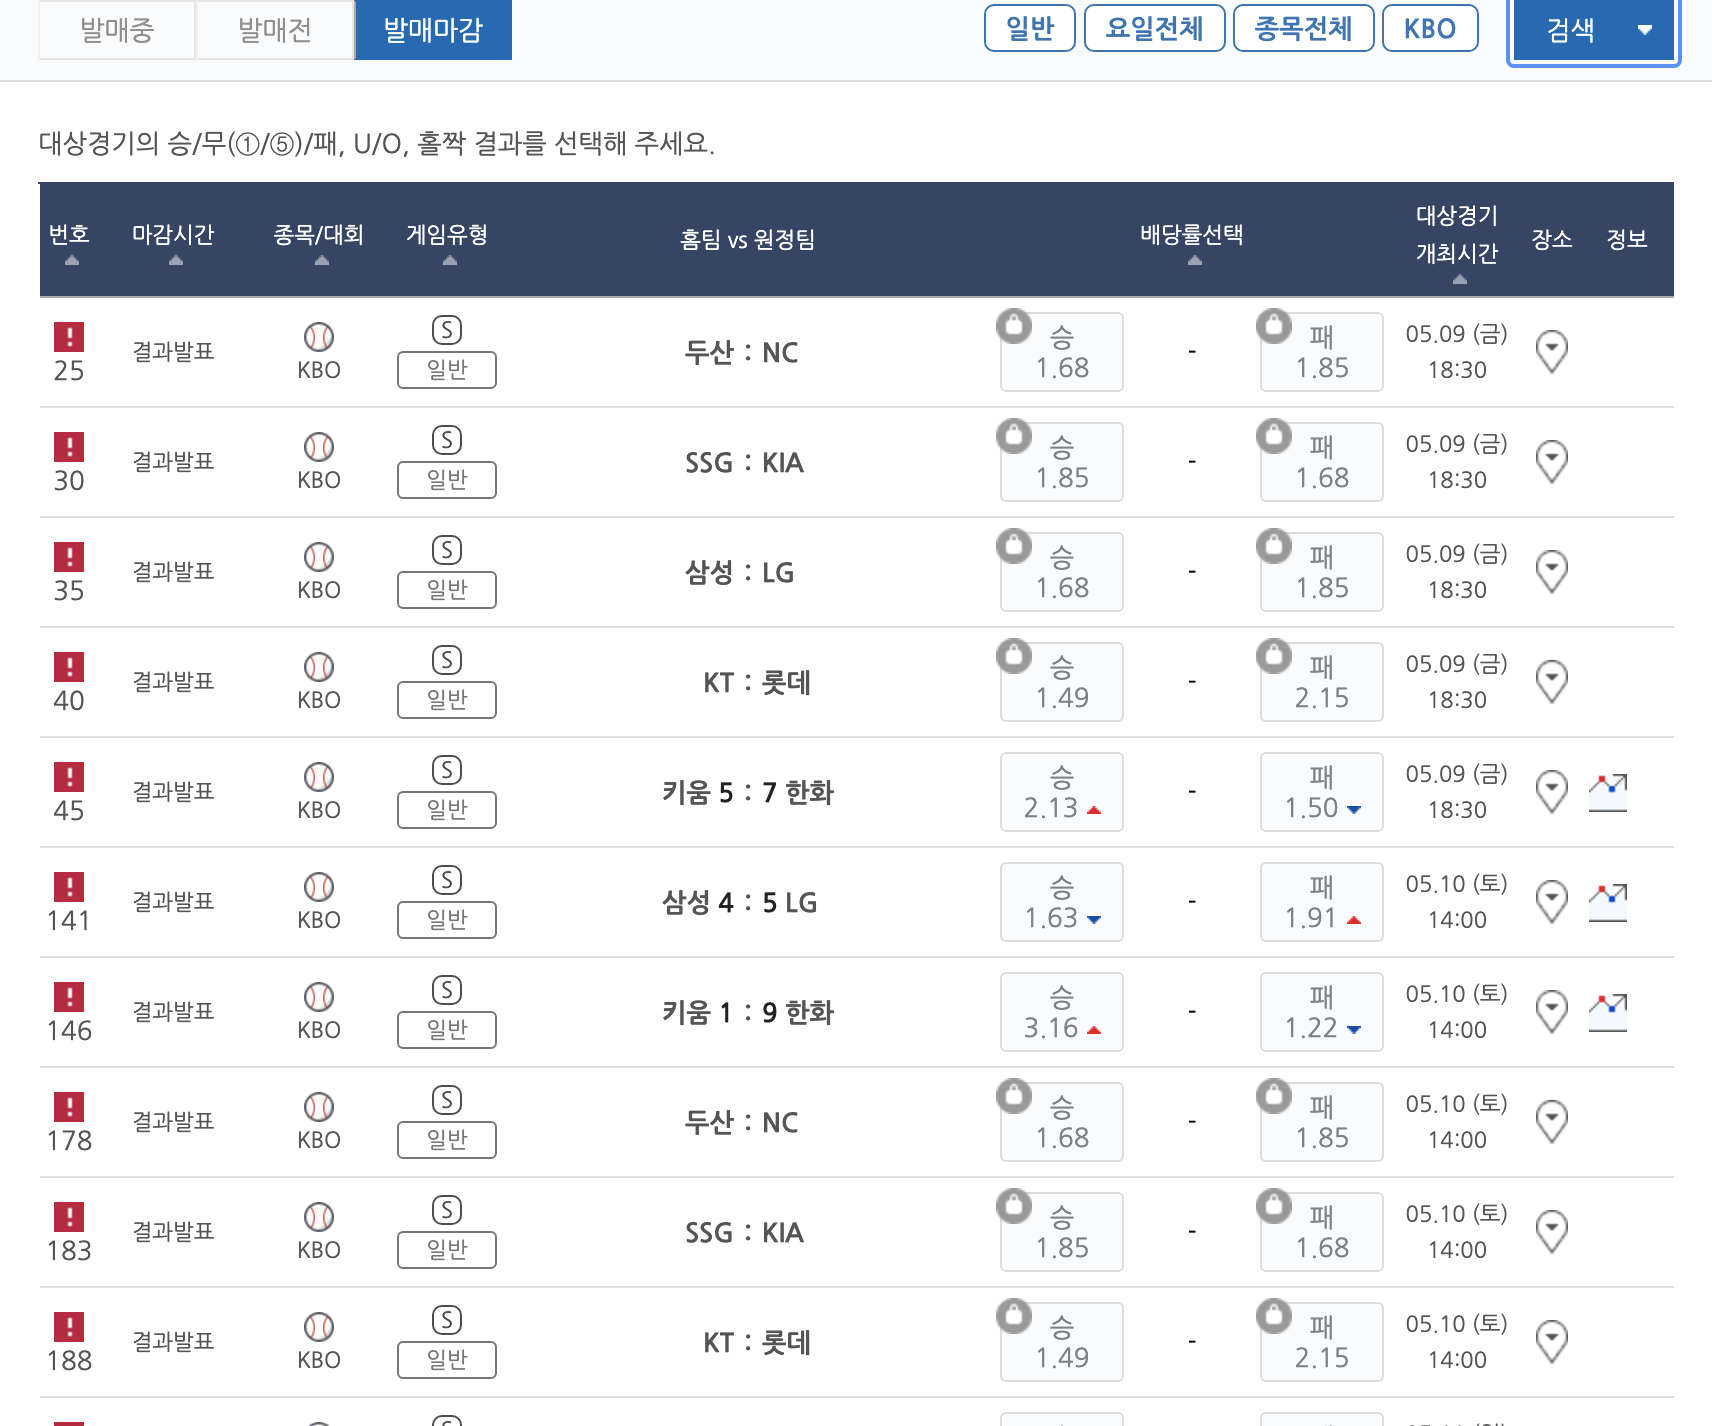 발매중 발매전 발매마감 일반 요일전체 종목전체 KBO 검색
대상경기의 승/무(①/⑤)/패, U/O, 홀짝 결과를 선택해 주세요.
번호 마감시간 종목/대회 게임유형 홈팀 vs 원정팀 배당률선택 대상경기 개최시간 장소 정보
25 결과발표 KBO S 일반 두산 : NC 승 1.68 - 패 1.85 05.09 (금) 18:30
30 결과발표 KBO S 일반 SSG : KIA 승 1.85 - 패 1.68 05.09 (금) 18:30
35 결과발표 KBO S 일반 삼성 : LG 승 1.68 - 패 1.85 05.09 (금) 18:30
40 결과발표 KBO S 일반 KT : 롯데 승 1.49 - 패 2.15 05.09 (금) 18:30
45 결과발표 KBO S 일반 키움 5 : 7 한화 승 2.13 - 패 1.50 05.09 (금) 18:30
141 결과발표 KBO S 일반 삼성 4 : 5 LG 승 1.63 - 패 1.91 05.10 (토) 14:00
146 결과발표 KBO S 일반 키움 1 : 9 한화 승 3.16 - 패 1.22 05.10 (토) 14:00
178 결과발표 KBO S 일반 두산 : NC 승 1.68 - 패 1.85 05.10 (토) 14:00
183 결과발표 KBO S 일반 SSG : KIA 승 1.85 - 패 1.68 05.10 (토) 14:00
188 결과발표 KBO S 일반 KT : 롯데 승 1.49 - 패 2.15 05.10 (토) 14:00